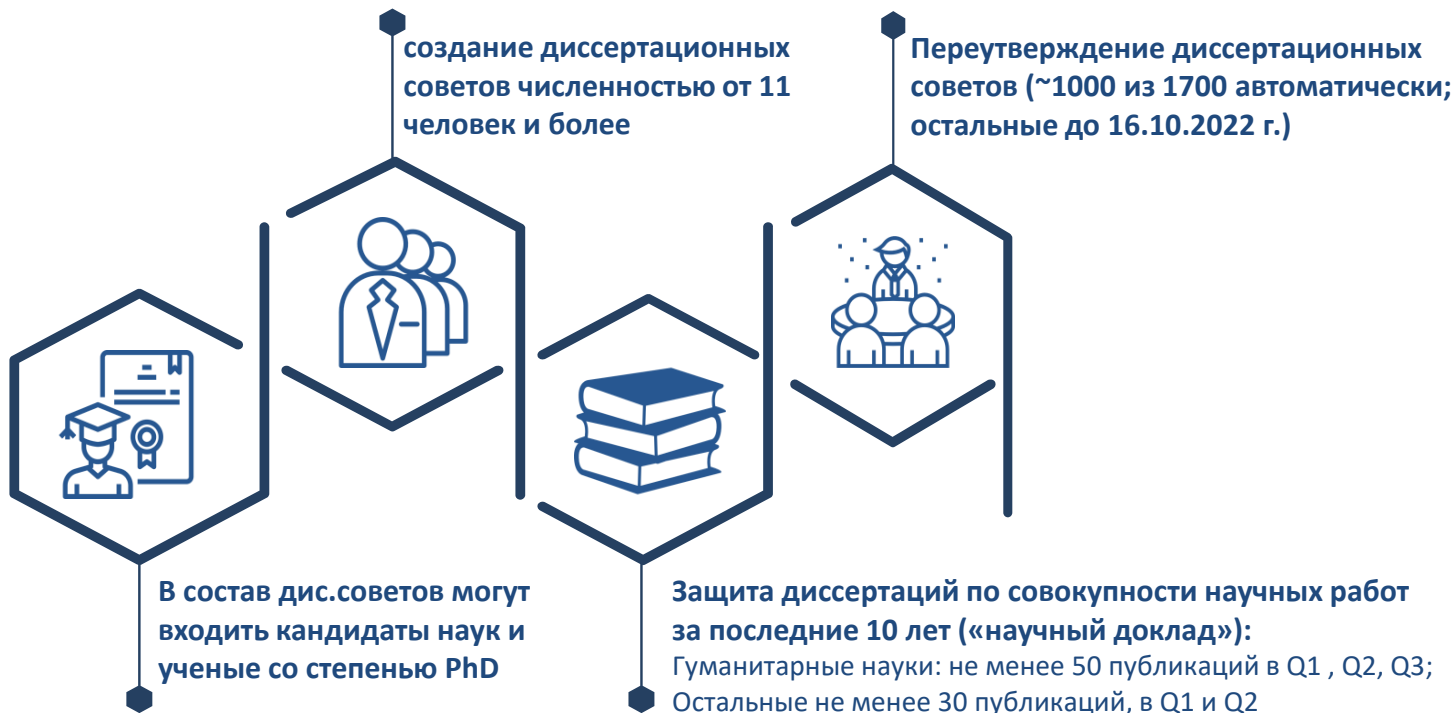 создание диссертационных
советов численностью от 11
человек и более
Переутверждение диссертационных
советов (~1000 из 1700 автоматически;
остальные до 16.10.2022 г.)
В состав дис.советов могут
входить кандидаты наук и
ученые со степенью PhD
Защита диссертаций по совокупности научных работ
за последние 10 лет («научный доклад»):
Гуманитарные науки: не менее 50 публикаций в Q1 , Q2, Q3;
Остальные не менее 30 публикаций, в Q1 и Q2